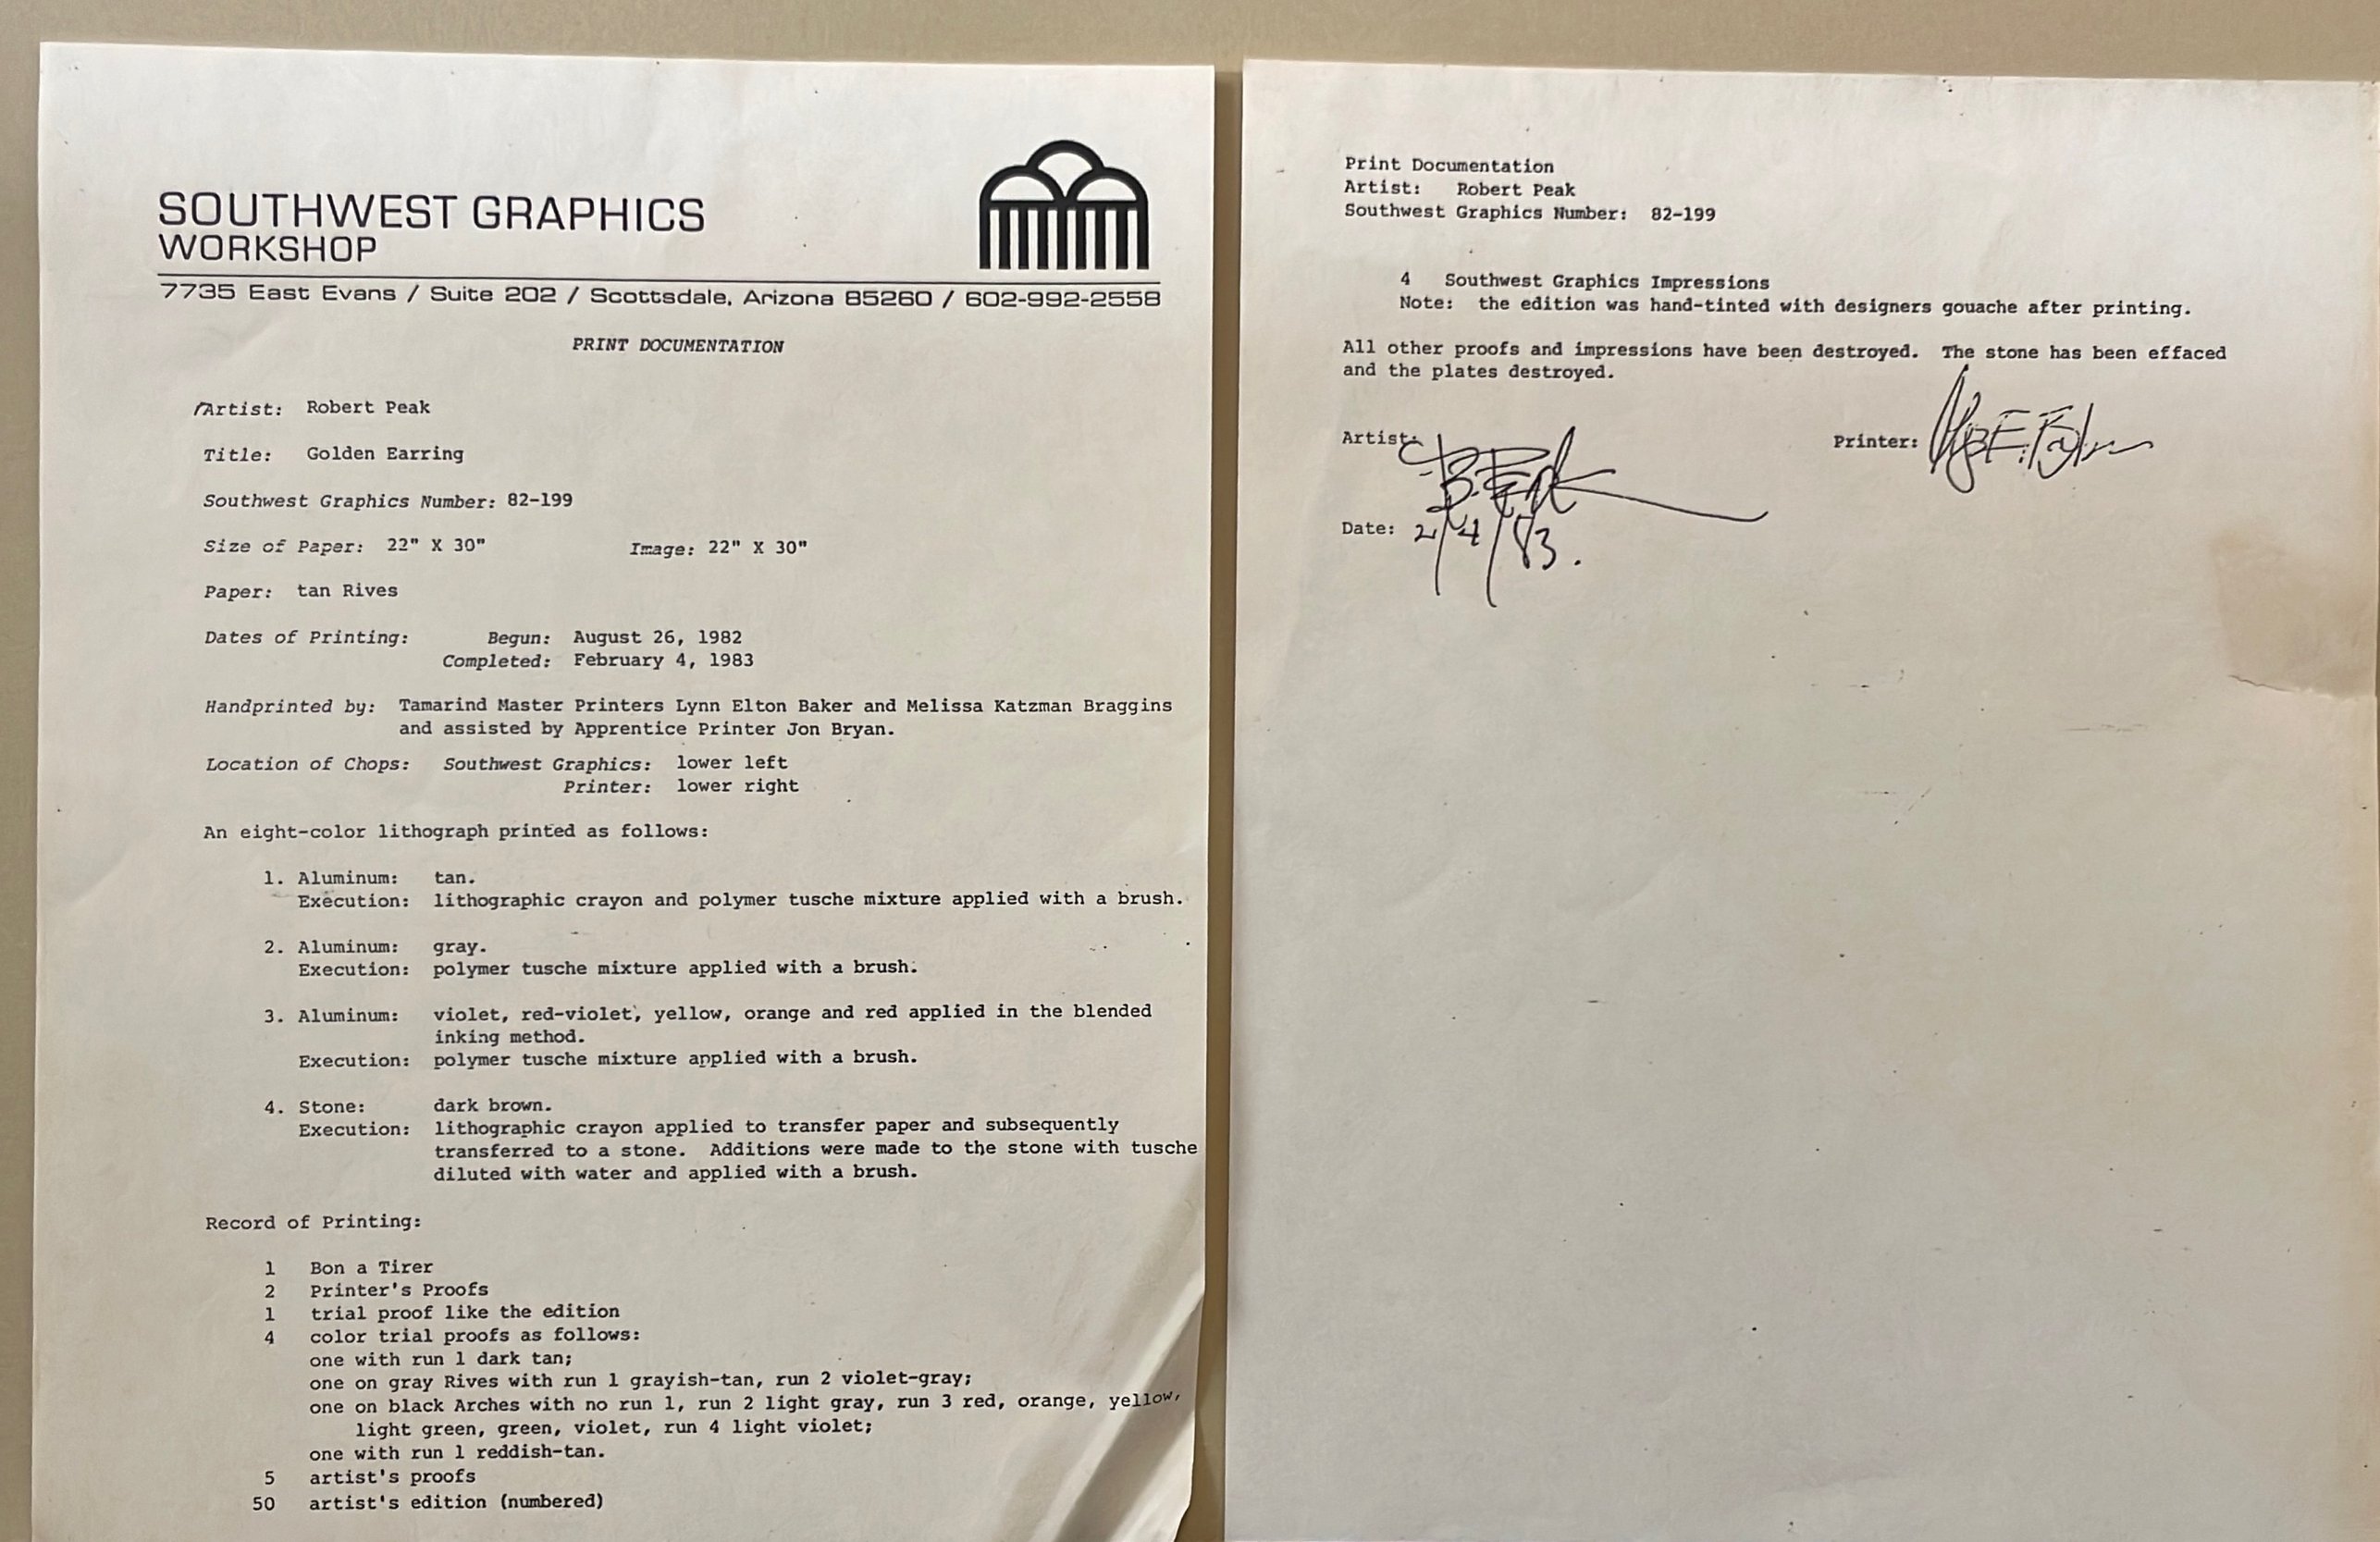 SOUTHWEST GRAPHICS
WORKSHOP
7735 East Evans / Suite 202 / Scottsdale, Arizona 85260 / 602-992-2558
PRINT DOCUMENTATION
Artist: Robert Peak
Title: Golden Earring
Southwest Graphics Number: 82-199
Size of Paper: 22" X 30" Image: 22" X 30"
Paper: tan Rives
Dates of Printing: Begun: August 26, 1982
Completed: February 4, 1983
Handprinted by: Tamarind Master Printers Lynn Elton Baker and Melissa Katzman Braggins
and assisted by Apprentice Printer Jon Bryan.
Location of Chops: Southwest Graphics: lower left
Printer: lower right
An eight-color lithograph printed as follows:
1. Aluminum: tan.
Execution: lithographic crayon and polymer tusche mixture applied with a brush.
2. Aluminum: gray.
Execution: polymer tusche mixture applied with a brush.
3. Aluminum: violet, red-violet, yellow, orange and red applied in the blended
inking method.
Execution: polymer tusche mixture applied with a brush.
4. Stone: dark brown.
Execution: lithographic crayon applied to transfer paper and subsequently
transferred to a stone. Additions were made to the stone with tusche
diluted with water and applied with a brush.
Record of Printing:
1 Bon a Tirer
2 Printer's Proofs
1 trial proof like the edition
4 color trial proofs as follows:
one with run 1 dark tan;
one on gray Rives with run 1 grayish-tan, run 2 violet-gray;
one on black Arches with no run 1, run 2 light gray, run 3 red, orange, yellow,
light green, green, violet, run 4 light violet;
one with run 1 reddish-tan.
5 artist's proofs
50 artist's edition (numbered)
Print Documentation
Artist: Robert Peak
Southwest Graphics Number: 82-199
4 Southwest Graphics Impressions
Note: the edition was hand-tinted with designers gouache after printing.
All other proofs and impressions have been destroyed. The stone has been effaced
and the plates destroyed.
Artist: B. Peak Printer:
Date: 2/4/83.